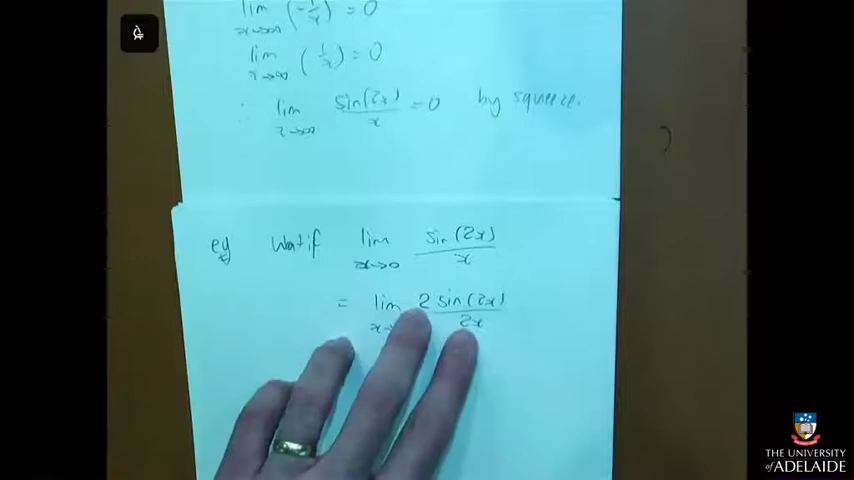 lim x→∞ (-1/x) = 0
lim x→∞ (1/x) = 0
∴ lim x→∞ sin(2x)/x = 0 by squeeze.
eg What if lim x→0 sin(2x)/x
= lim x→ 2 sin(2x)/2x
THE UNIVERSITY
of ADELAIDE